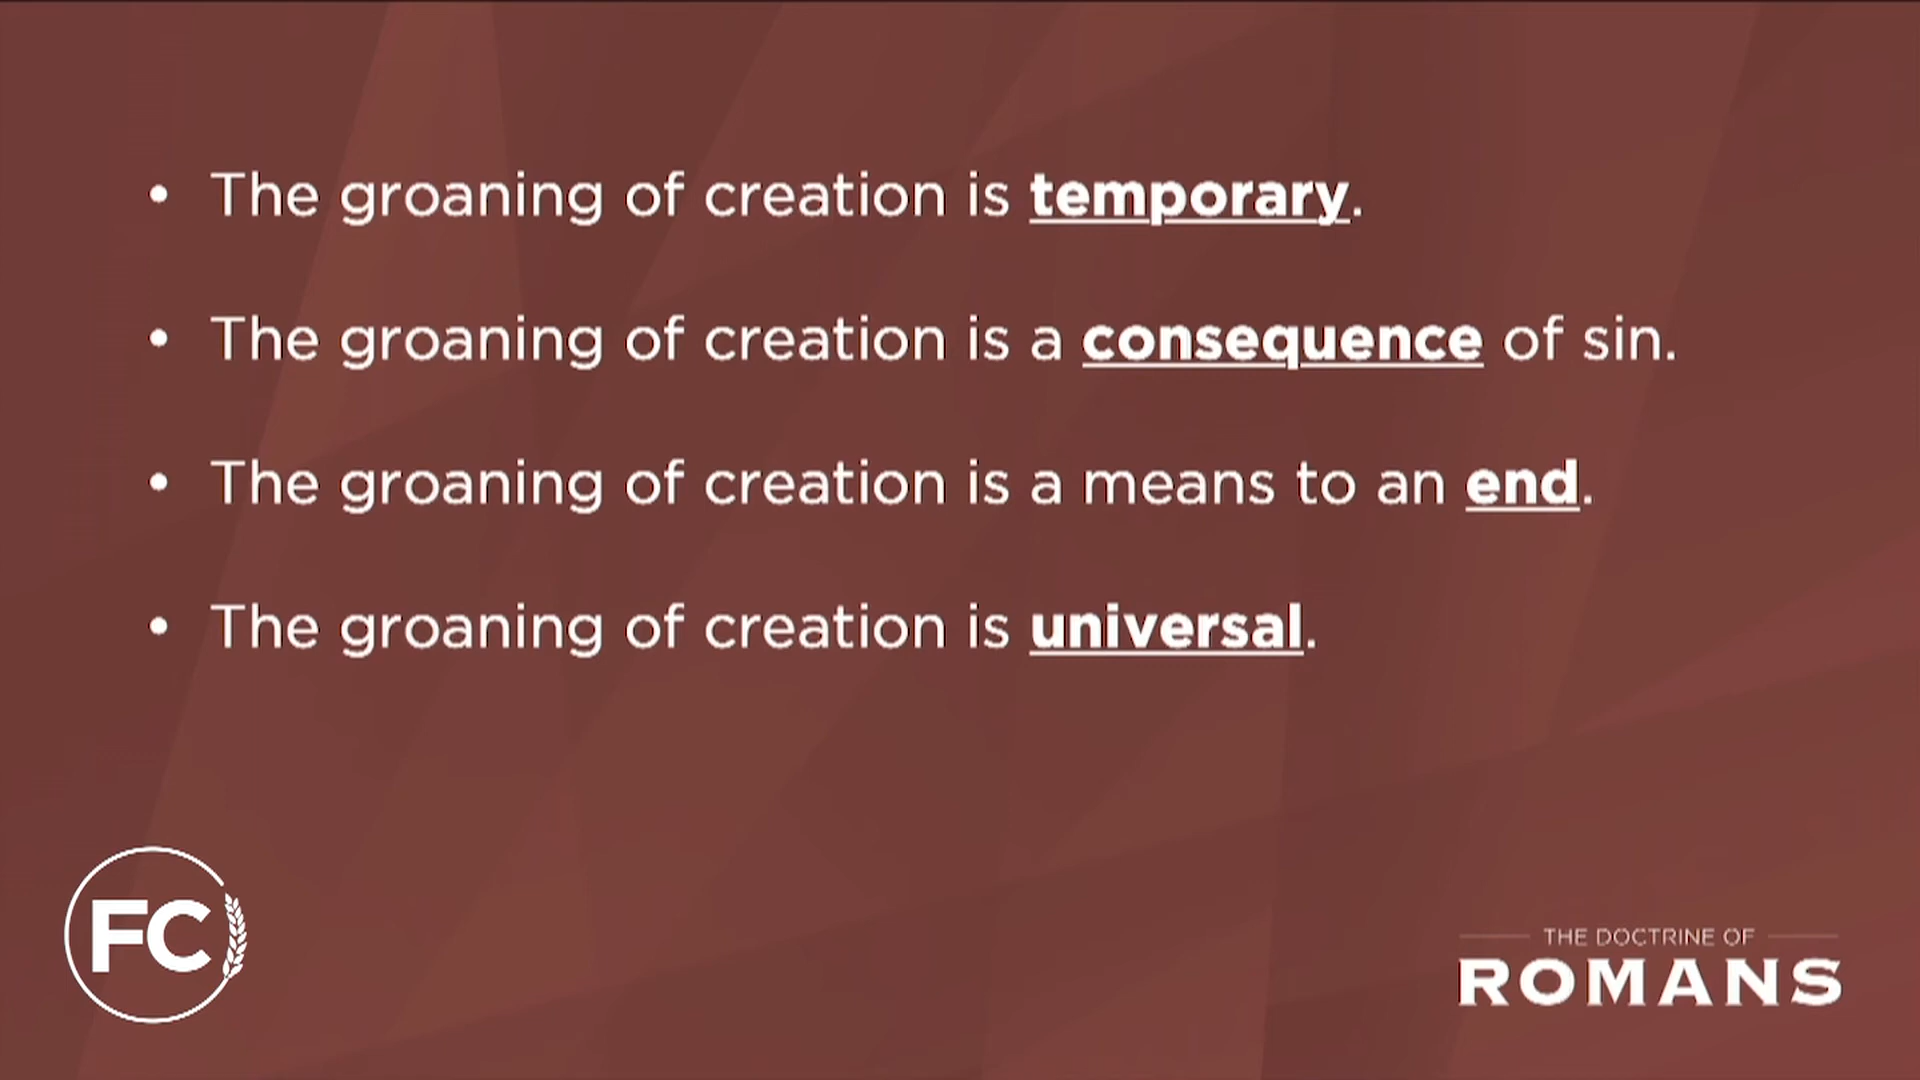 • The groaning of creation is temporary.
• The groaning of creation is a consequence of sin.
• The groaning of creation is a means to an end.
• The groaning of creation is universal.
FC
THE DOCTRINE OF
ROMANS